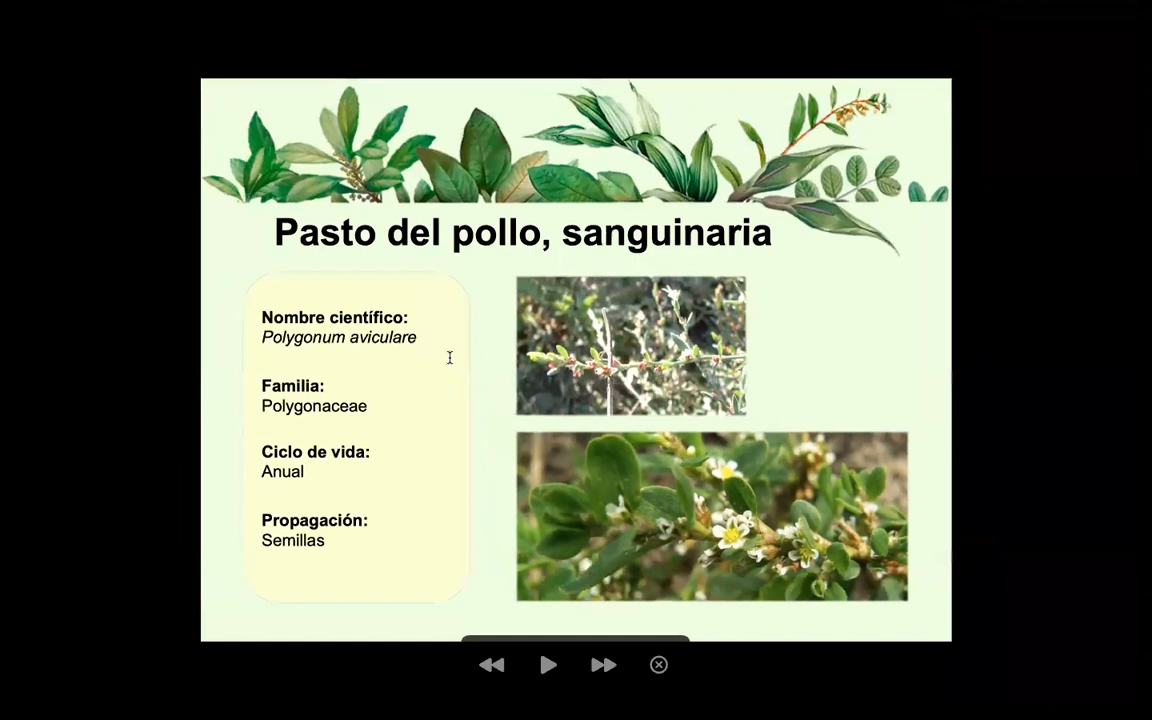 Pasto del pollo, sanguinaria
Nombre científico:
Polygonum aviculare
Familia:
Polygonaceae
Ciclo de vida:
Anual
Propagación:
Semillas